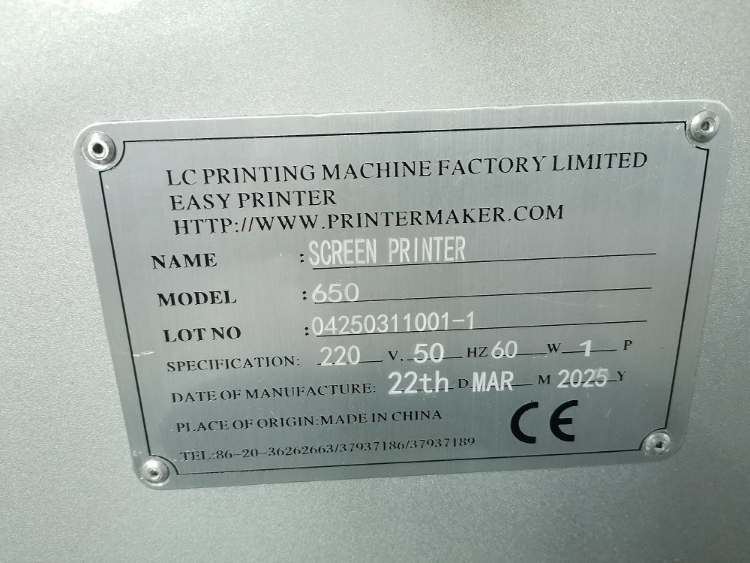 LC PRINTING MACHINE FACTORY LIMITED
EASY PRINTER
HTTP://WWW.PRINTERMAKER.COM
NAME :SCREEN PRINTER
MODEL :650
LOT NO :04250311001-1
SPECIFICATION: 220 V. 50 HZ 60 W 1 P
DATE OF MANUFACTURE: 22th D MAR M 2025 Y
PLACE OF ORIGIN:MADE IN CHINA
CE
TEL:86-20-36262663/37937186/37937189